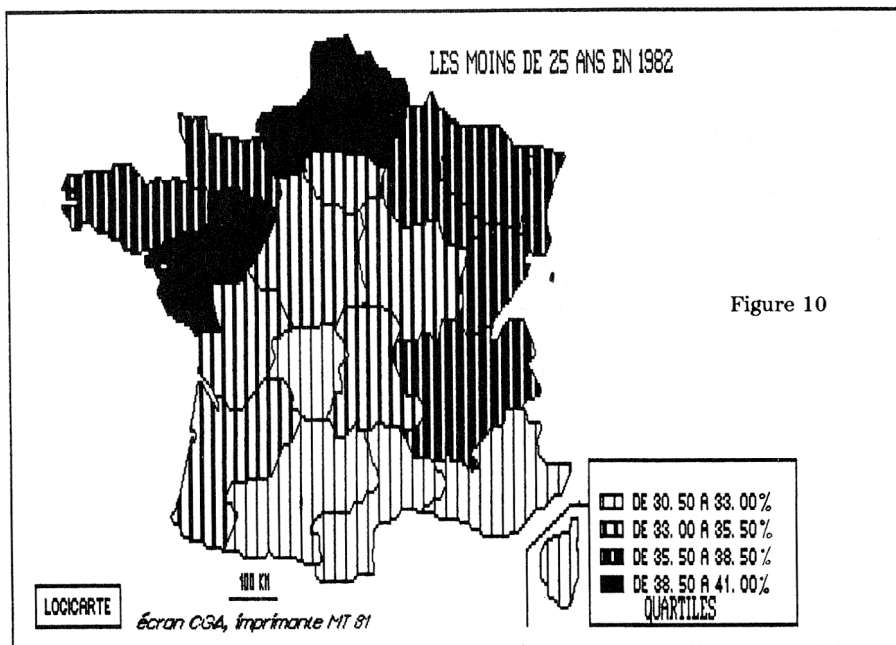 LES MOINS DE 25 ANS EN 1982
Figure 10
DE 30.50 A 33.00%
DE 33.00 A 35.50%
DE 35.50 A 38.50%
DE 38.50 A 41.00%
QUARTILES
100 KM
LOGICARTE
écran CGA, imprimante MT 81